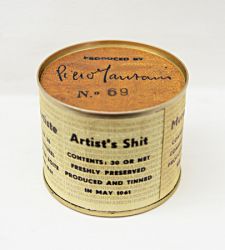 PRODUCED BY
Piero Manzoni
N.º 69
Artist's Shit
CONTENTS: 30 GR NET
FRESHLY PRESERVED
PRODUCED AND TINNED
IN MAY 1961